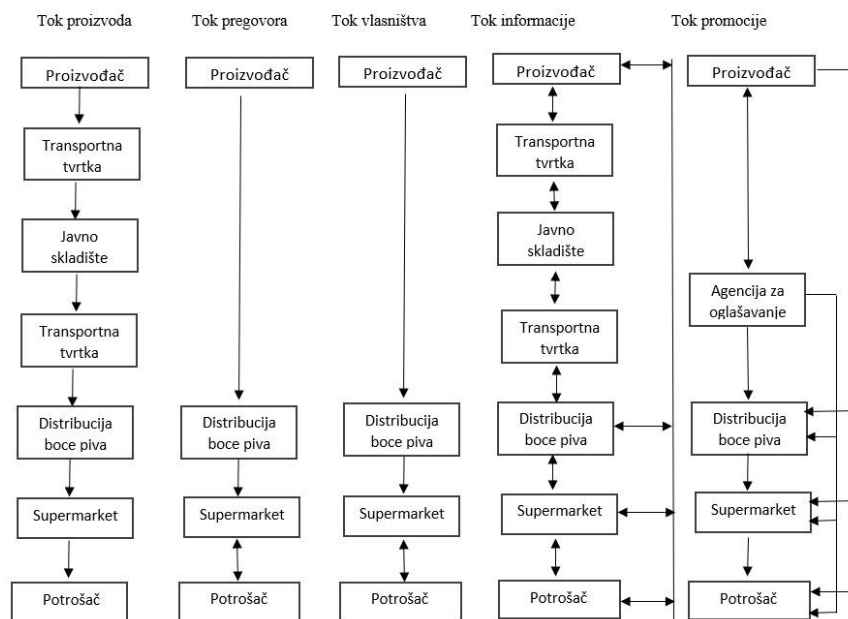 Tok proizvoda
Tok pregovora
Tok vlasništva
Tok informacije
Tok promocije
Proizvođač
Transportna
tvrtka
Javno
skladište
Transportna
tvrtka
Distribucija
boce piva
Supermarket
Potrošač
Proizvođač
Distribucija
boce piva
Supermarket
Potrošač
Proizvođač
Distribucija
boce piva
Supermarket
Potrošač
Proizvođač
Transportna
tvrtka
Javno
skladište
Transportna
tvrtka
Distribucija
boce piva
Supermarket
Potrošač
Proizvođač
Agencija za
oglašavanje
Distribucija
boce piva
Supermarket
Potrošač